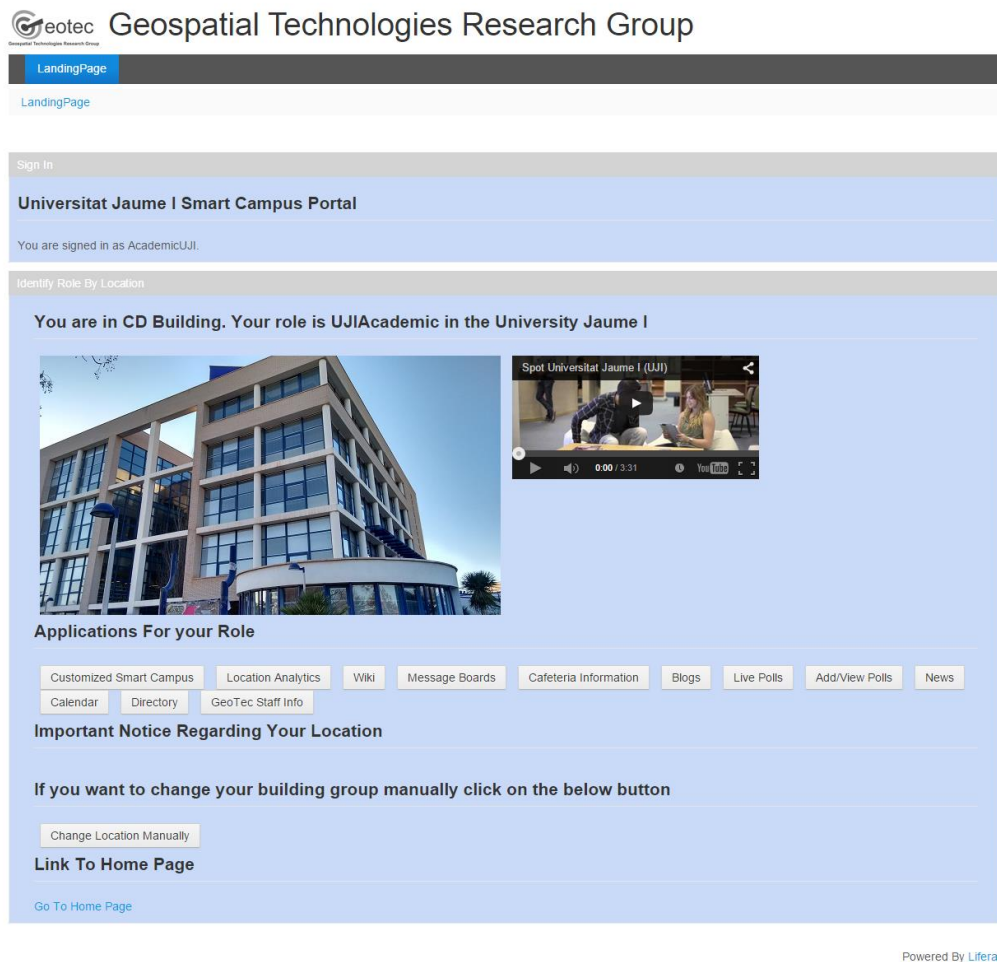 Geotec Geospatial Technologies Research Group
Geospatial Technologies Research Group
LandingPage
LandingPage
Sign In
Universitat Jaume I Smart Campus Portal
You are signed in as AcademicUJI.
Identify Role By Location
You are in CD Building. Your role is UJIAcademic in the University Jaume I
Spot Universitat Jaume I (UJI)
0:00 / 3:31 YouTube
Applications For your Role
Customized Smart Campus Location Analytics Wiki Message Boards Cafeteria Information Blogs Live Polls Add/View Polls News
Calendar Directory GeoTec Staff Info
Important Notice Regarding Your Location
If you want to change your building group manually click on the below button
Change Location Manually
Link To Home Page
Go To Home Page
Powered By Lifera